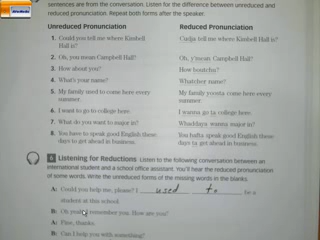 sentences are from the conversation. Listen for the difference between unreduced and
reduced pronunciation. Repeat both forms after the speaker.
Unreduced Pronunciation Reduced Pronunciation
1. Could you tell me where Kimbell Cudja tell me where Kimbell Hall is?
Hall is?
2. Oh, you mean Campbell Hall? Oh, y'mean Campbell Hall?
3. How about you? How boutchu?
4. What's your name? Whatcher name?
5. My family used to come here every My family yoosta come here every
summer. summer
6. I want to go to college here. I wanna go ta college here.
7. What do you want to major in? Whaddaya wanna major in?
8. You have to speak good English these You hafta speak good English these
days to get ahead in business. days ta get ahead in business.
6 Listening for Reductions Listen to the following conversation between
an international student and a school office assistant. You'll hear the reduced pronunciation
of some words. Write the unreduced forms of the missing words in the blanks.
A: Could you help me, please? I used to be a
student at this school.
B: Oh yeah, I remember you. How are you?
A: Fine, thanks.
B: Can I help you with something?